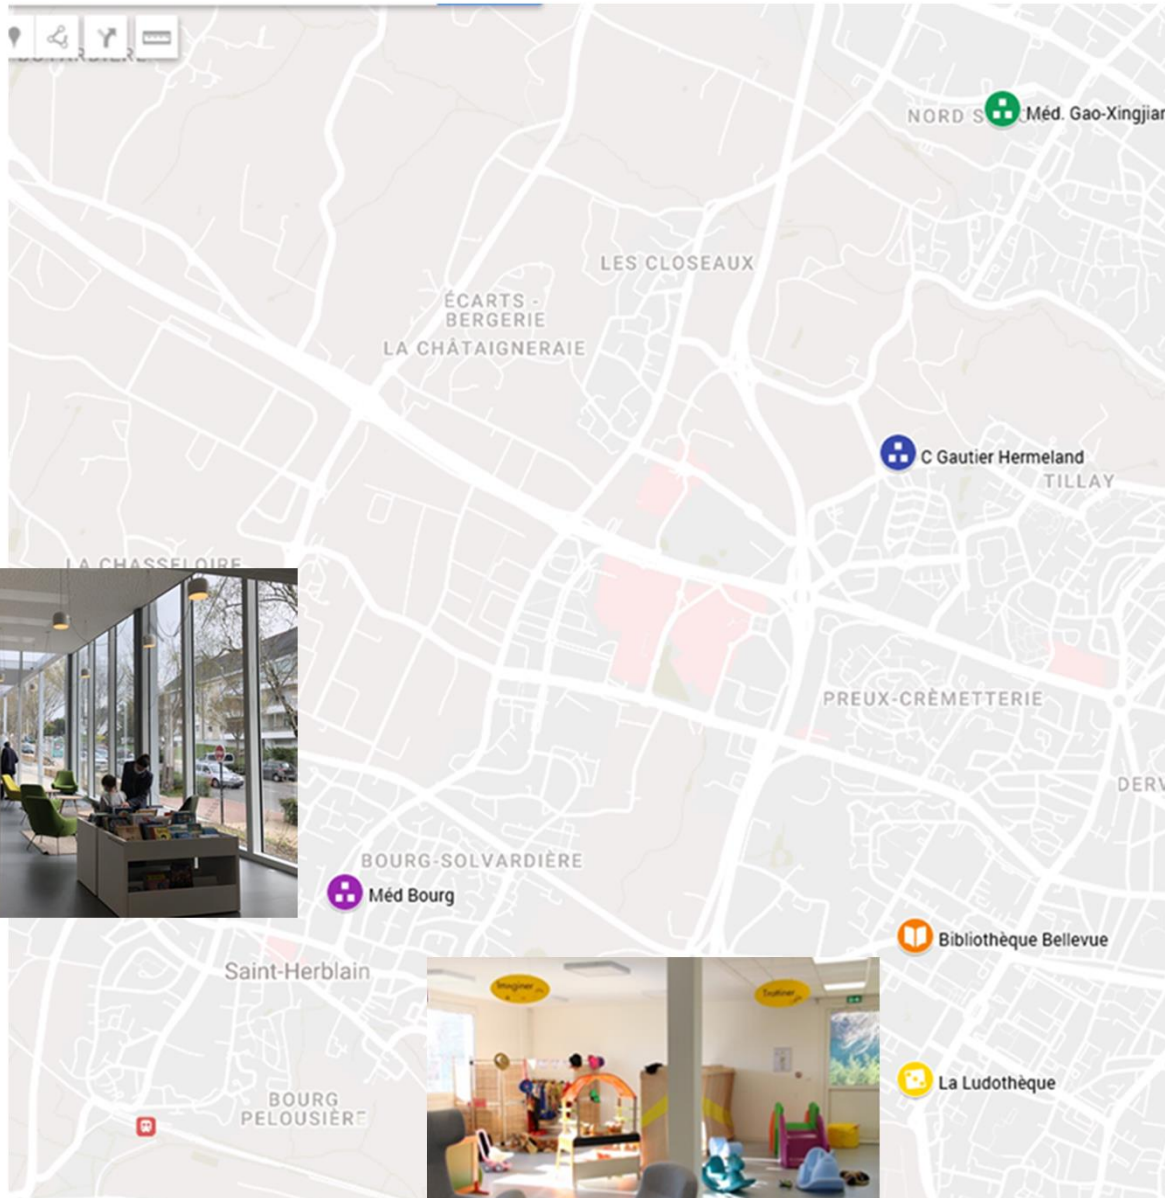 NORD
Méd. Gao-Xingjian
LES CLOSEAUX
ÉCARTS -
BERGERIE
LA CHÂTAIGNERAIE
C Gautier Hermeland
TILLAY
LA CHASSELOIRE
PREUX-CRÈMETTERIE
DERV
BOURG-SOLVARDIÈRE
Méd Bourg
Bibliothèque Bellevue
Saint-Herblain
Imaginer
Trottiner
La Ludothèque
BOURG
PELOUSIÈRE